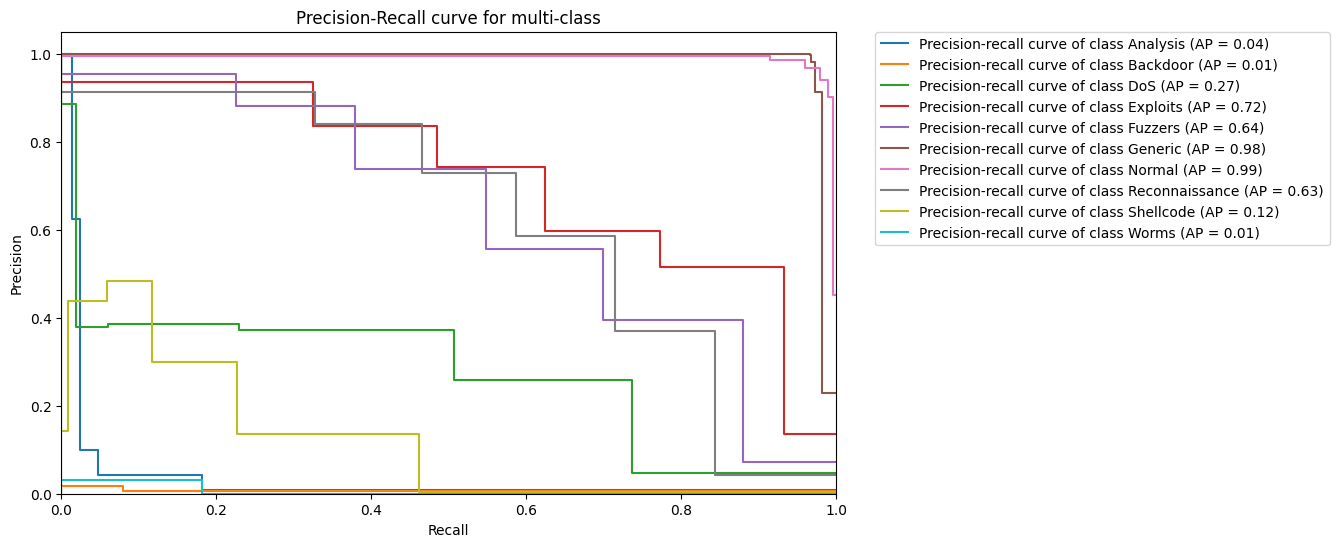 Precision-Recall curve for multi-class
1.0
0.8
0.6
0.4
0.2
0.0
Precision
0.0 0.2 0.4 0.6 0.8 1.0
Recall
Precision-recall curve of class Analysis (AP = 0.04)
Precision-recall curve of class Backdoor (AP = 0.01)
Precision-recall curve of class DoS (AP = 0.27)
Precision-recall curve of class Exploits (AP = 0.72)
Precision-recall curve of class Fuzzers (AP = 0.64)
Precision-recall curve of class Generic (AP = 0.98)
Precision-recall curve of class Normal (AP = 0.99)
Precision-recall curve of class Reconnaissance (AP = 0.63)
Precision-recall curve of class Shellcode (AP = 0.12)
Precision-recall curve of class Worms (AP = 0.01)